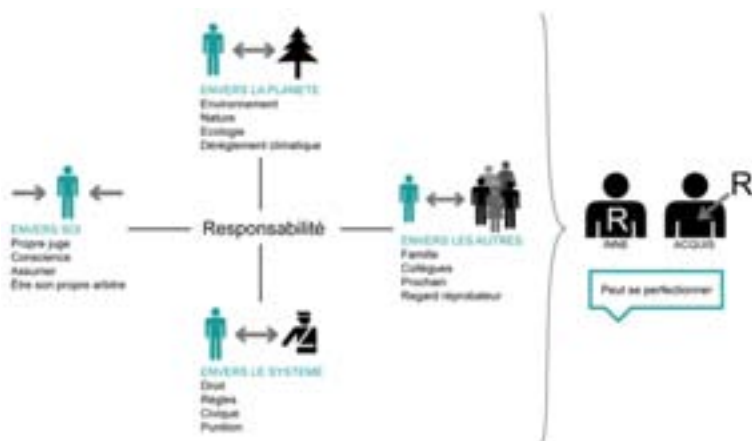 ENVERS LA PLANETE
Environnement
Nature
Ecologie
Dérèglement climatique
ENVERS SOI
Propre juge
Conscience
Assumer
Être son propre arbitre
Responsabilité
ENVERS LES AUTRES
Famille
Collègues
Prochain
Regard réprobateur
ENVERS LE SYSTEME
Droit
Règles
Civique
Punition
R
INNE
R
ACQUIS
Peut se perfectionner